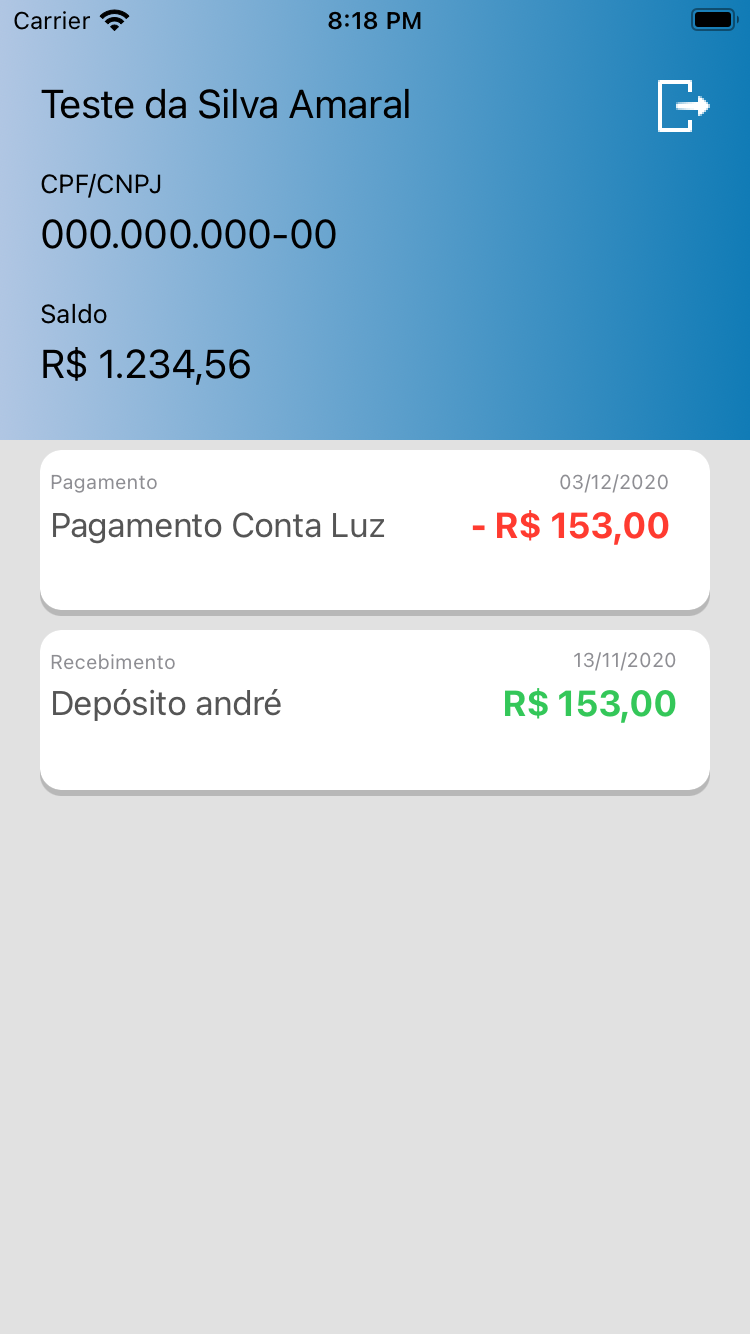 Carrier 8:18 PM
Teste da Silva Amaral
CPF/CNPJ
000.000.000-00
Saldo
R$ 1.234,56
Pagamento 03/12/2020
Pagamento Conta Luz - R$ 153,00
Recebimento 13/11/2020
Depósito andré R$ 153,00